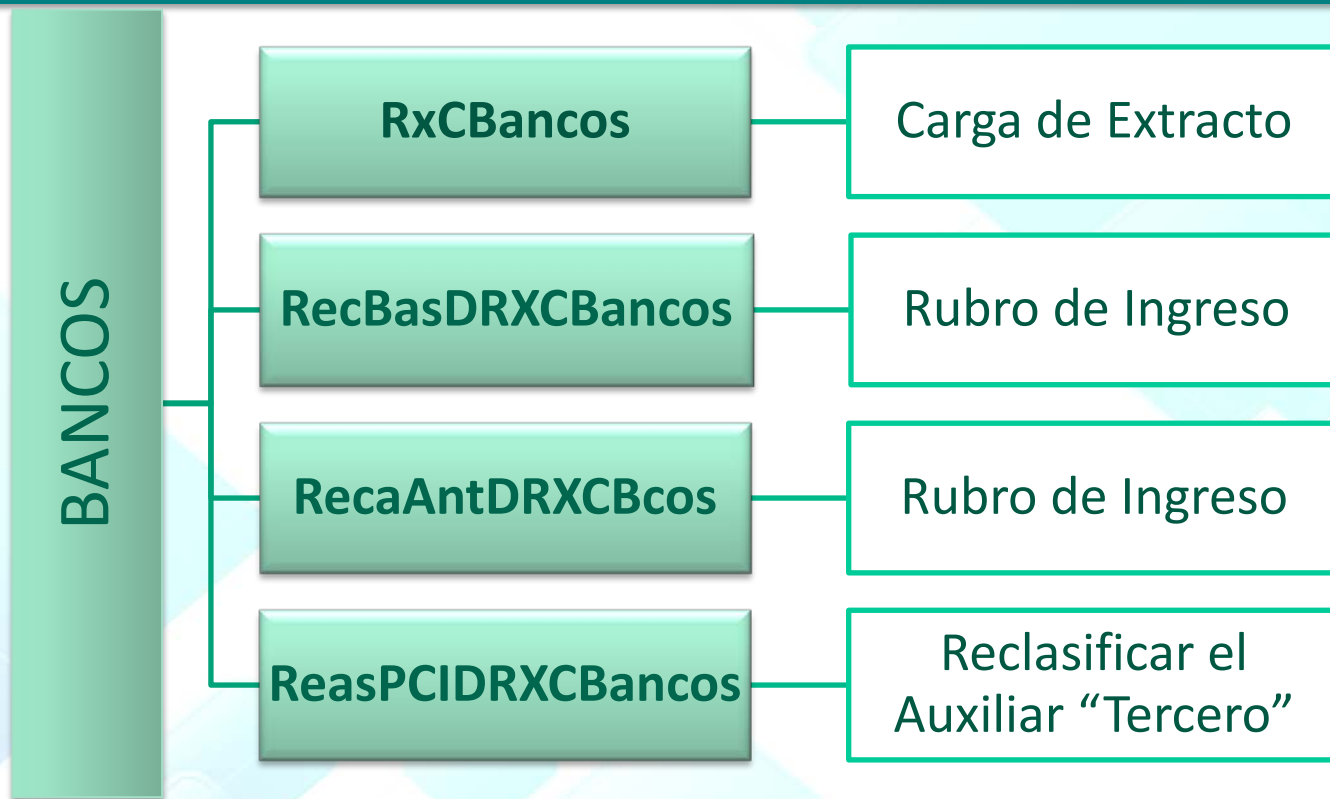 BANCOS
RxCBancos
Carga de Extracto
RecBasDRXCBancos
Rubro de Ingreso
RecaAntDRXCBcos
Rubro de Ingreso
ReasPCIDRXCBancos
Reclasificar el
Auxiliar “Tercero”